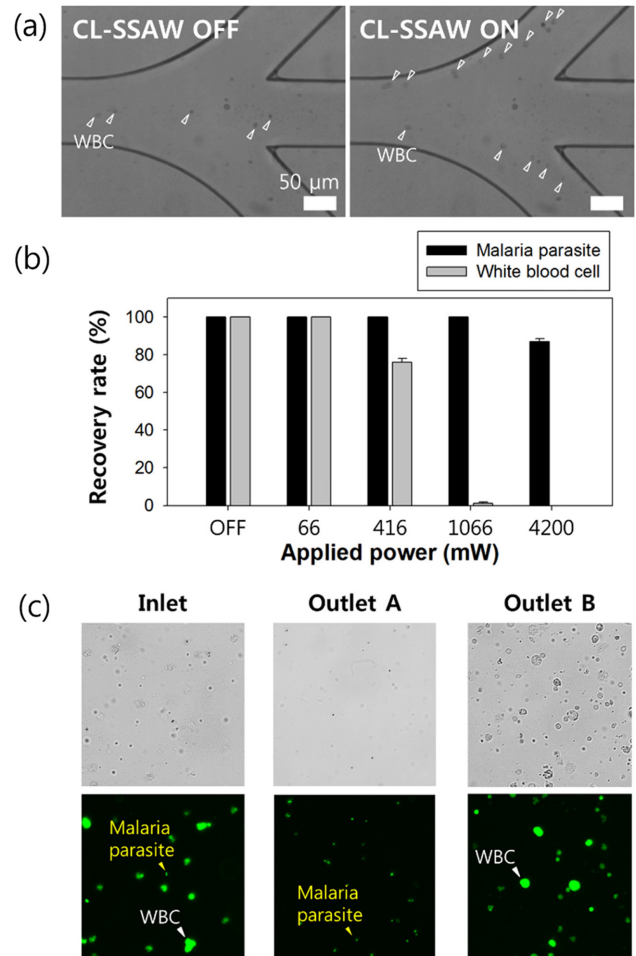 (a)
CL-SSAW OFF
CL-SSAW ON
WBC
50 μm
WBC
(b)
Malaria parasite
White blood cell
Recovery rate (%)
100
80
60
40
20
0
OFF 66 416 1066 4200
Applied power (mW)
(c)
Inlet Outlet A Outlet B
Malaria
parasite
WBC
Malaria
parasite
WBC